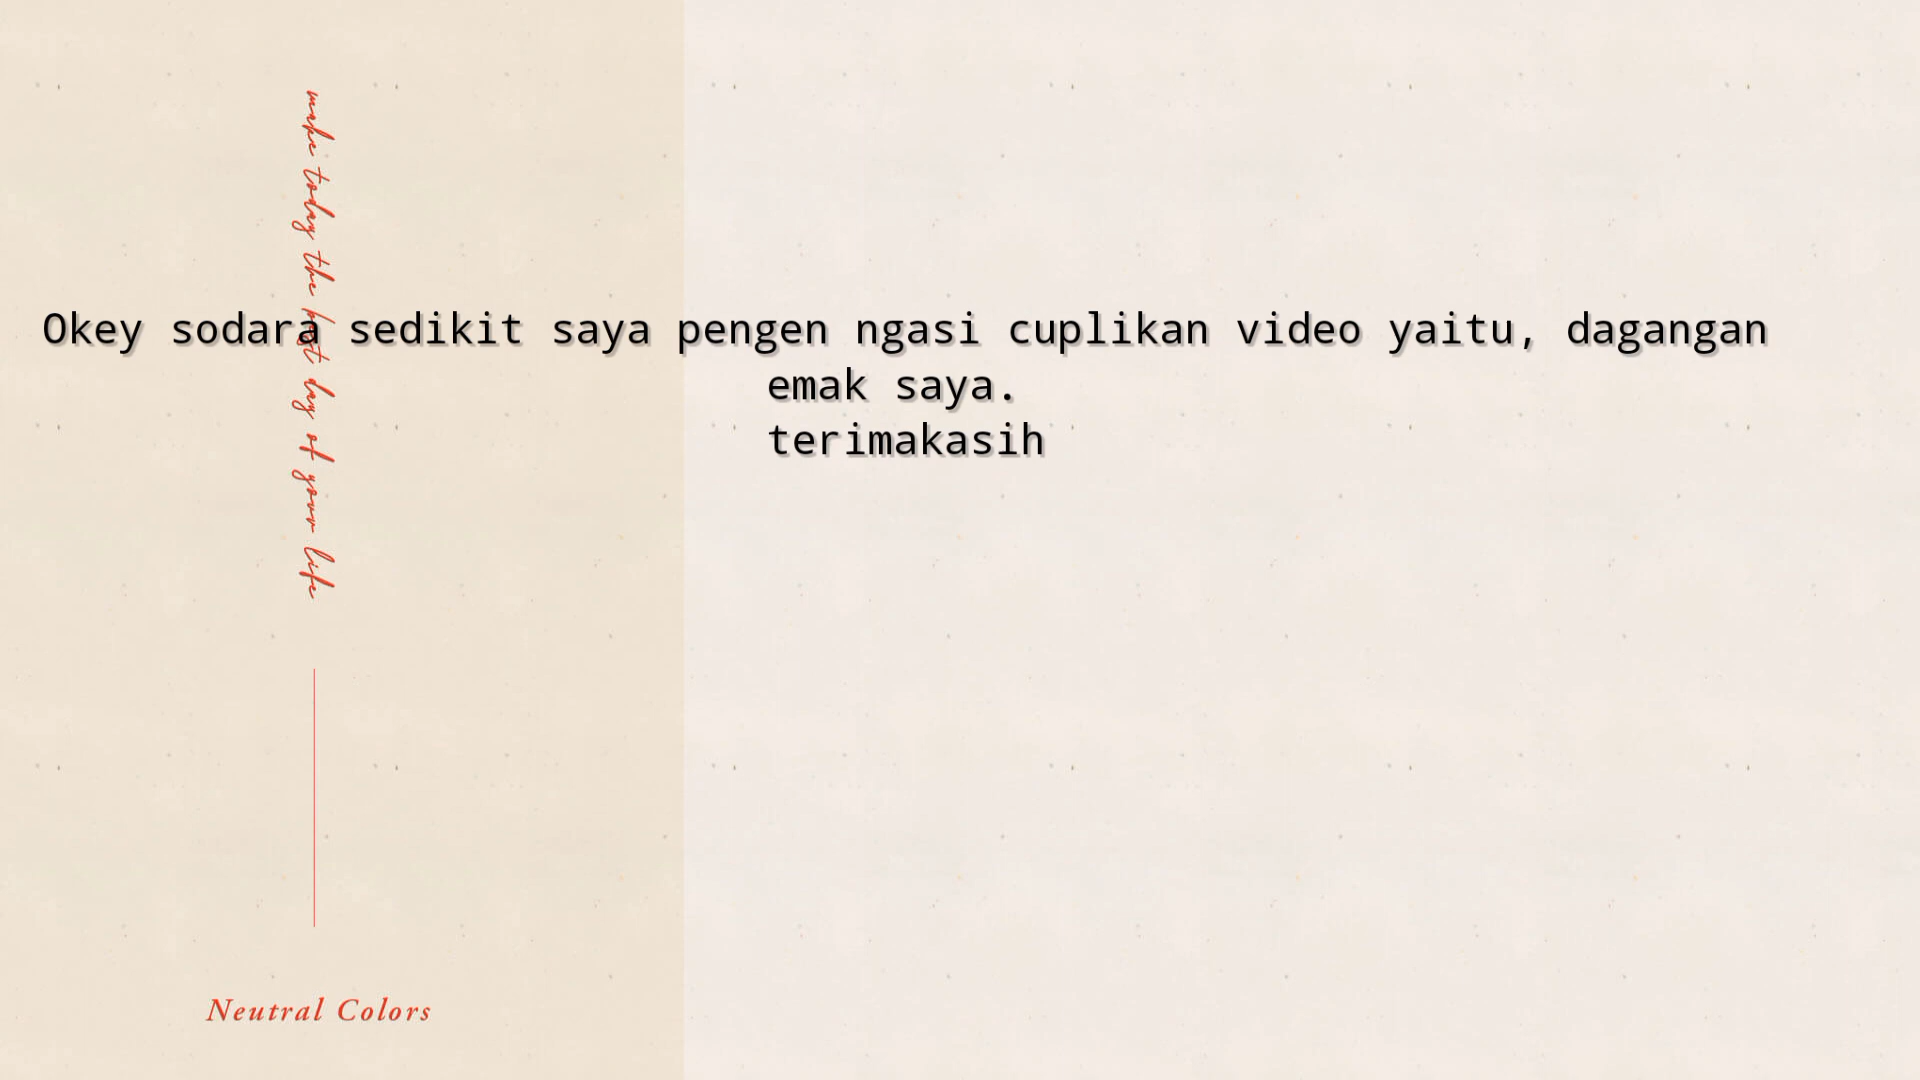 make today the best day of your life
Okey sodara sedikit saya pengen ngasi cuplikan video yaitu, dagangan
emak saya.
terimakasih
Neutral Colors